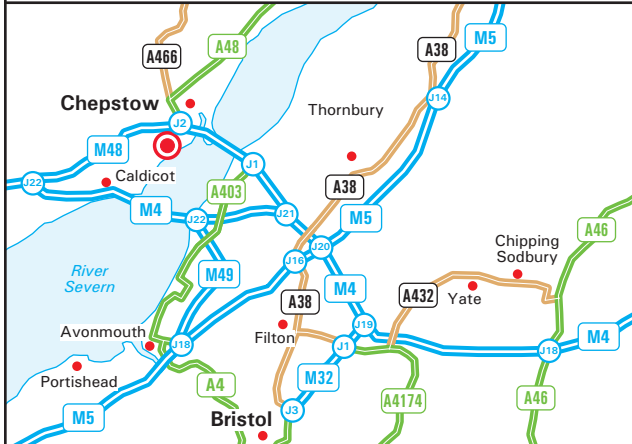 A466
A48
A38
M5
Chepstow
J2
J14
Thornbury
M48
J1
J22
Caldicot
A403
A38
M4
J22
J21
M5
A46
J20
Chipping
Sodbury
J16
River
Severn
M49
M4
A38
A432
Yate
Avonmouth
J18
Filton
J19
J1
M4
J18
Portishead
A4
M32
A4174
A46
M5
Bristol
J3